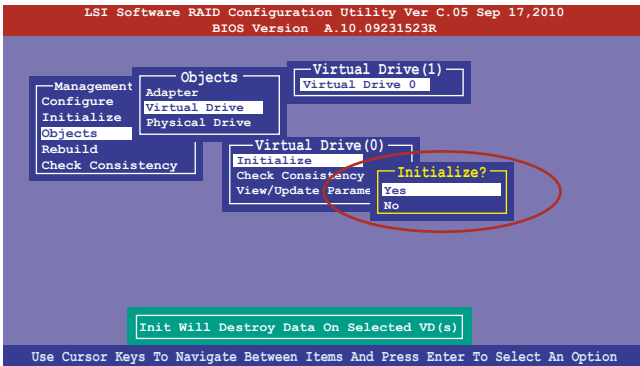 LSI Software RAID Configuration Utility Ver C.05 Sep 17,2010
BIOS Version A.10.09231523R
Management
Configure
Initialize
Objects
Rebuild
Check Consistency
Objects
Adapter
Virtual Drive
Physical Drive
Virtual Drive(1)
Virtual Drive 0
Virtual Drive(0)
Initialize
Check Consistency
View/Update Parame
Initialize?
Yes
No
Init Will Destroy Data On Selected VD(s)
Use Cursor Keys To Navigate Between Items And Press Enter To Select An Option